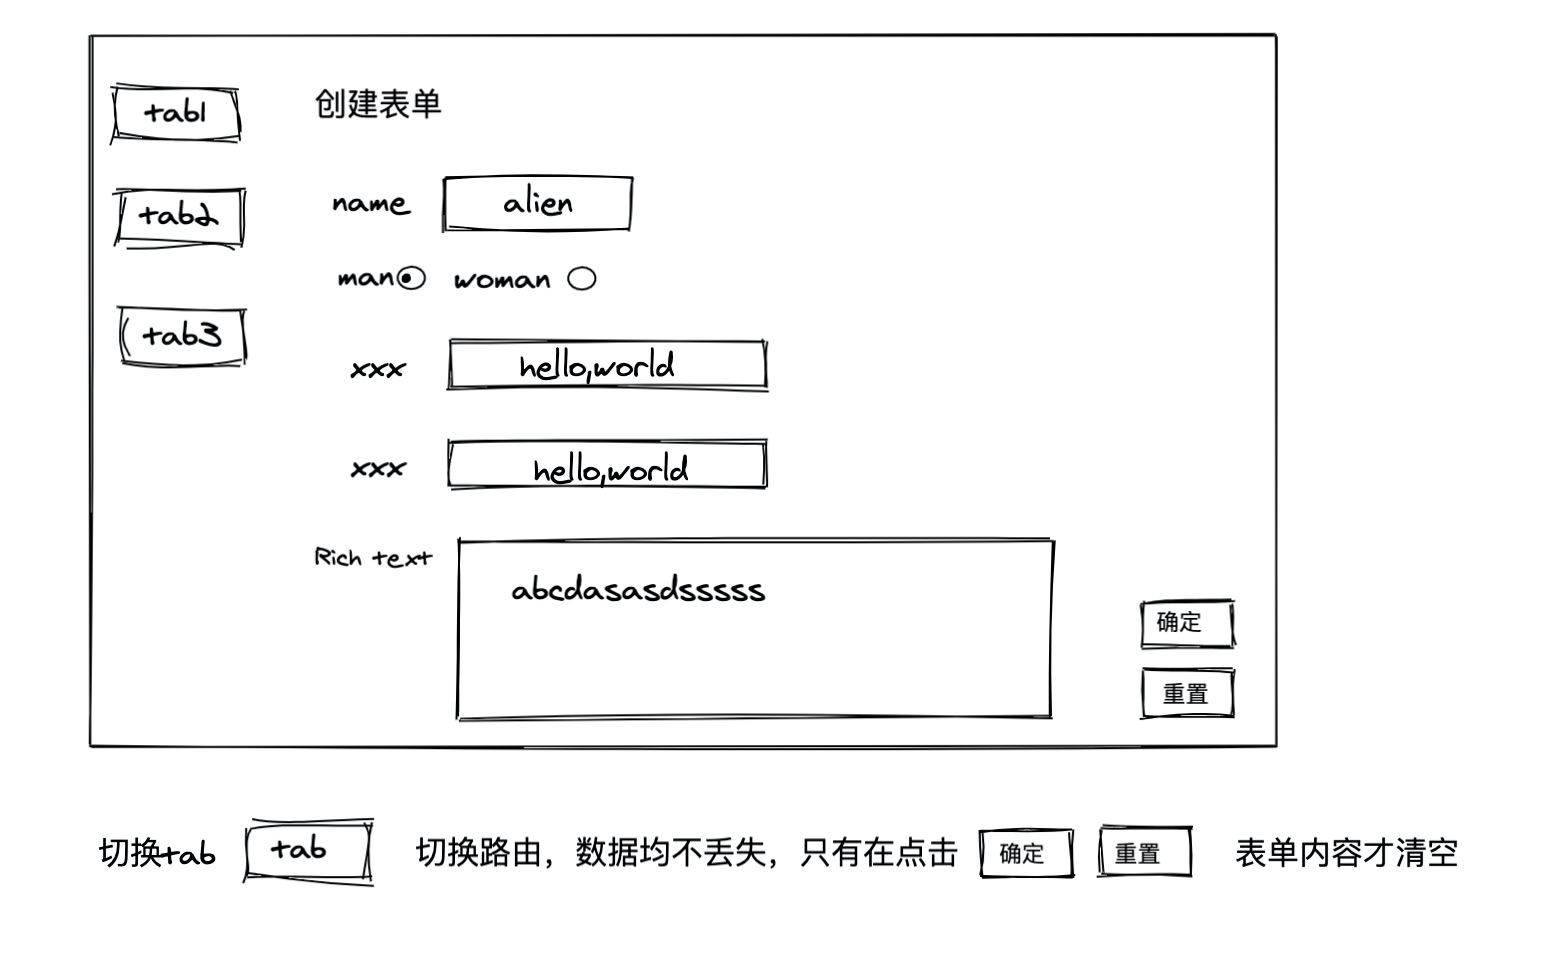 tab1
创建表单
name
alien
tab2
man
woman
tab3
xxx
hello,world
xxx
hello,world
Rich text
abcdasasdsssss
确定
重置
切换tab
tab
切换路由，数据均不丢失，只有在点击
确定
重置
表单内容才清空